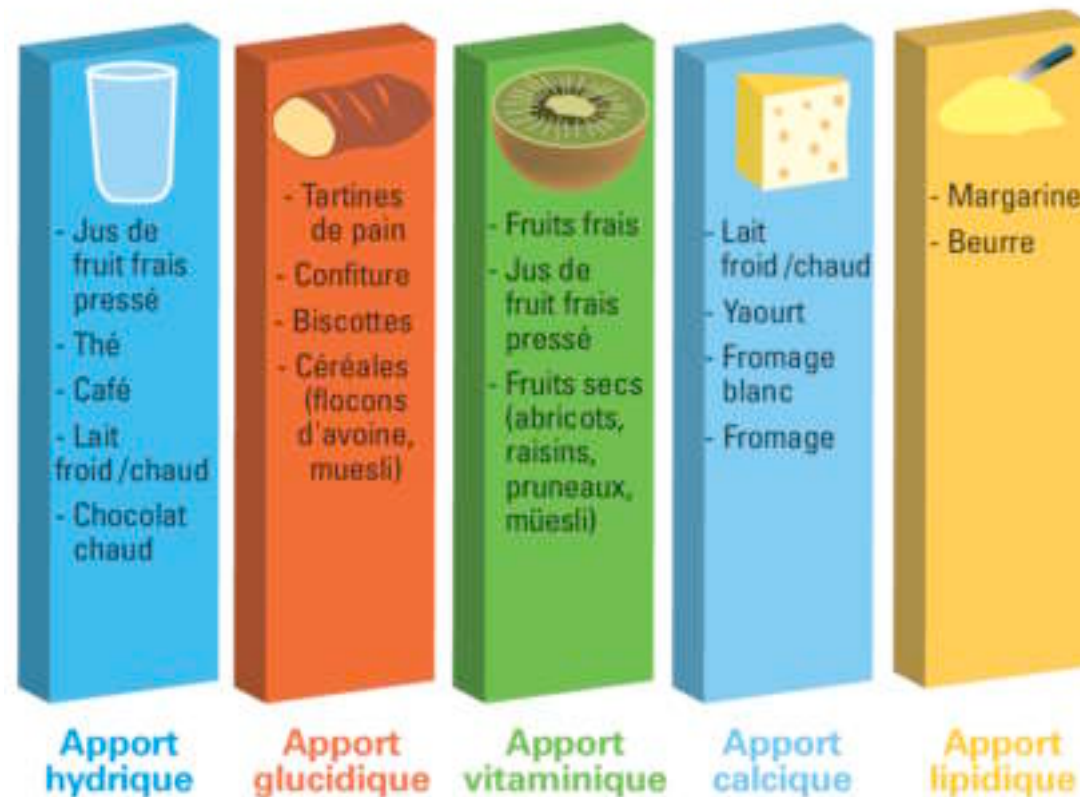 - Jus de
fruit frais
pressé
- Thé
- Café
- Lait
froid/chaud
- Chocolat
chaud
Apport
hydrique
- Tartines
de pain
- Confiture
- Biscottes
- Céréales
(flocons
d'avoine,
muesli)
Apport
glucidique
- Fruits frais
- Jus de
fruit frais
pressé
- Fruits secs
(abricots,
raisins,
pruneaux,
müesli)
Apport
vitaminique
- Lait
froid/chaud
- Yaourt
- Fromage
blanc
- Fromage
Apport
calcique
- Margarine
- Beurre
Apport
lipidique